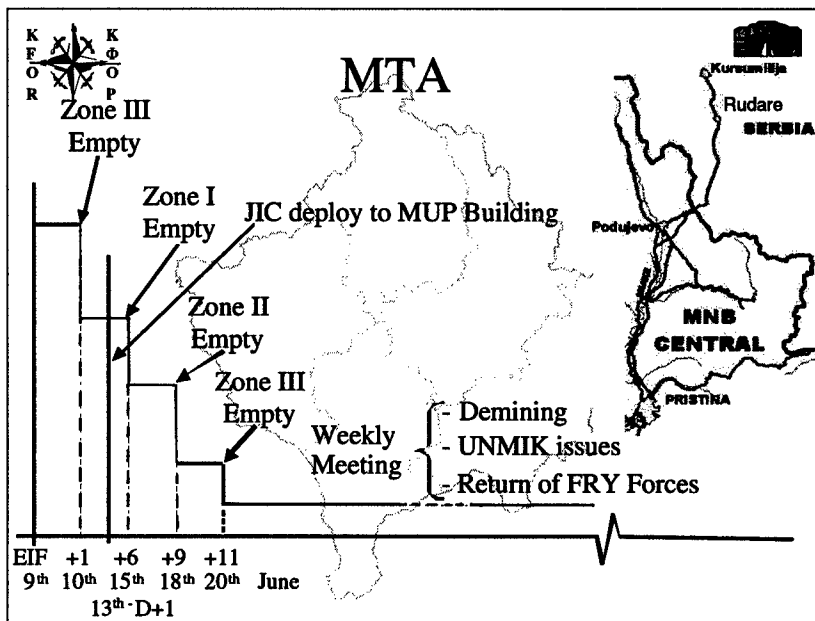 KFOR
КФОР
MTA
Zone III
Empty
Zone I
Empty
JIC deploy to MUP Building
Zone II
Empty
Zone III
Empty
Weekly
Meeting
- Demining
- UNMIK issues
- Return of FRY Forces
EIF +1 +6 +9 +11
9th 10th 15th 18th 20th June
13th - D+1
Kursumlija
Rudare
SERBIA
Podujevo
MNB
CENTRAL
PRISTINA